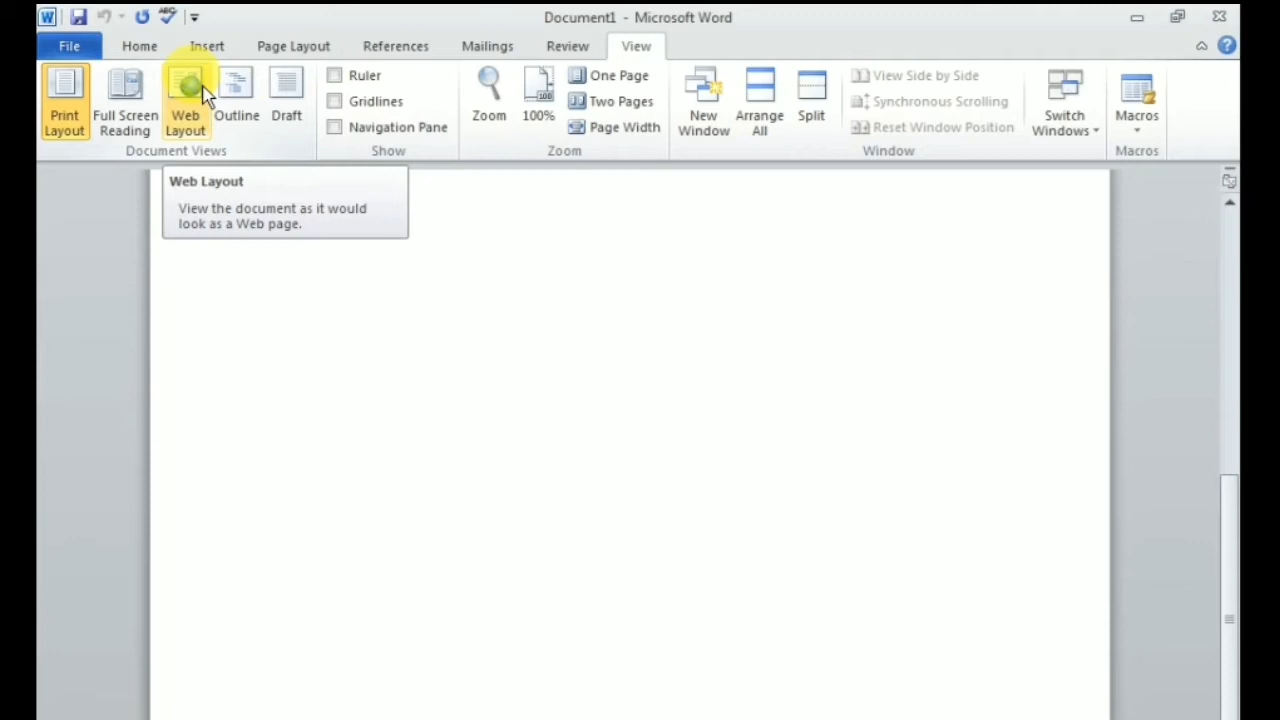 Document1 - Microsoft Word
File Home Insert Page Layout References Mailings Review View
Print Layout
Full Screen Reading
Web Layout
Outline
Draft
Document Views
Ruler
Gridlines
Navigation Pane
Show
Zoom
100%
One Page
Two Pages
Page Width
Zoom
New Window
Arrange All
Split
View Side by Side
Synchronous Scrolling
Reset Window Position
Window
Switch Windows
Macros
Macros
Web Layout
View the document as it would
look as a Web page.